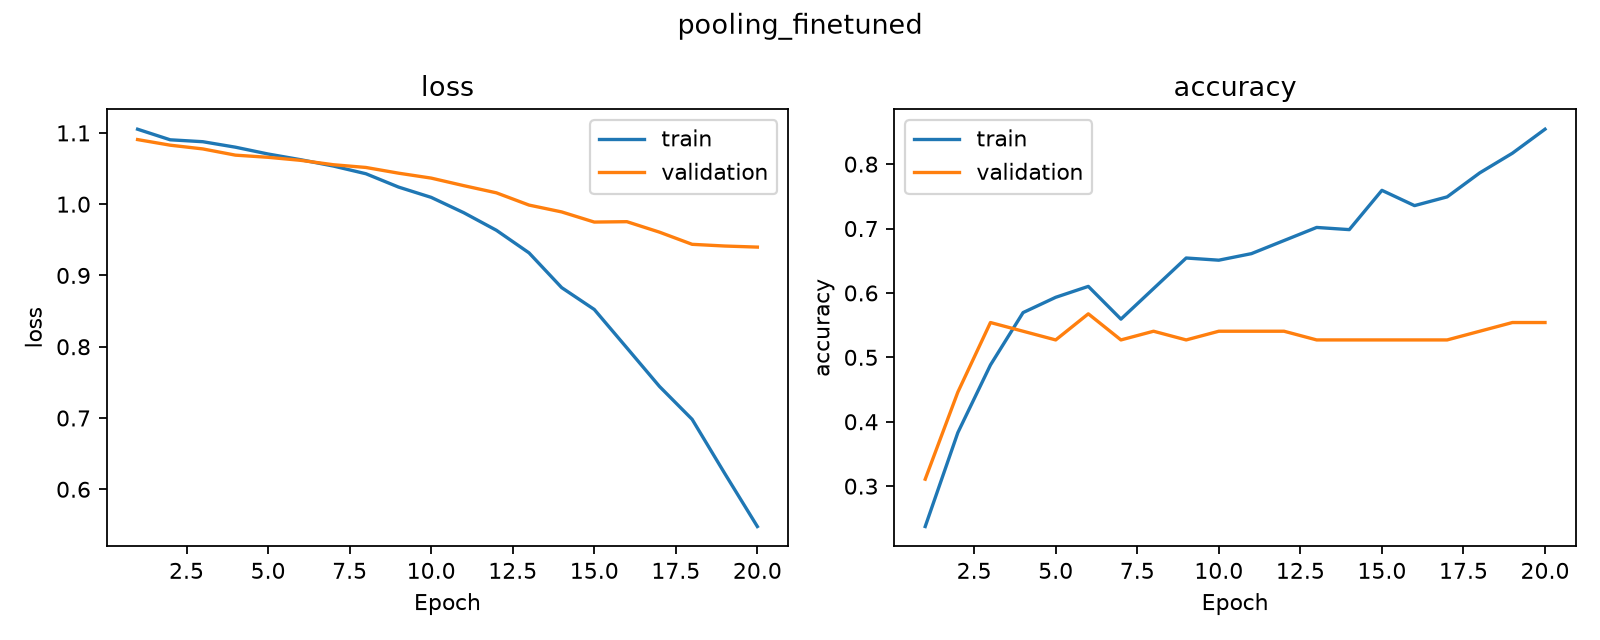 pooling_finetuned
loss
train
validation
1.1
1.0
0.9
0.8
0.7
0.6
loss
2.5 5.0 7.5 10.0 12.5 15.0 17.5 20.0
Epoch
accuracy
train
validation
0.8
0.7
0.6
0.5
0.4
0.3
accuracy
2.5 5.0 7.5 10.0 12.5 15.0 17.5 20.0
Epoch